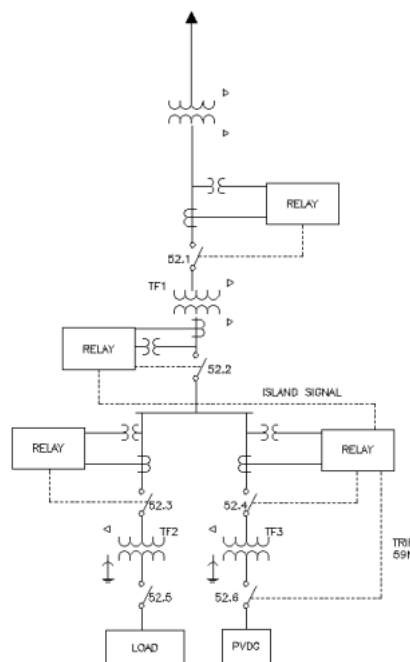 RELAY
52.1
TF1
RELAY
52.2
ISLAND SIGNAL
RELAY
RELAY
52.3
52.4
TF2
TF3
52.5
52.6
LOAD
PVDG